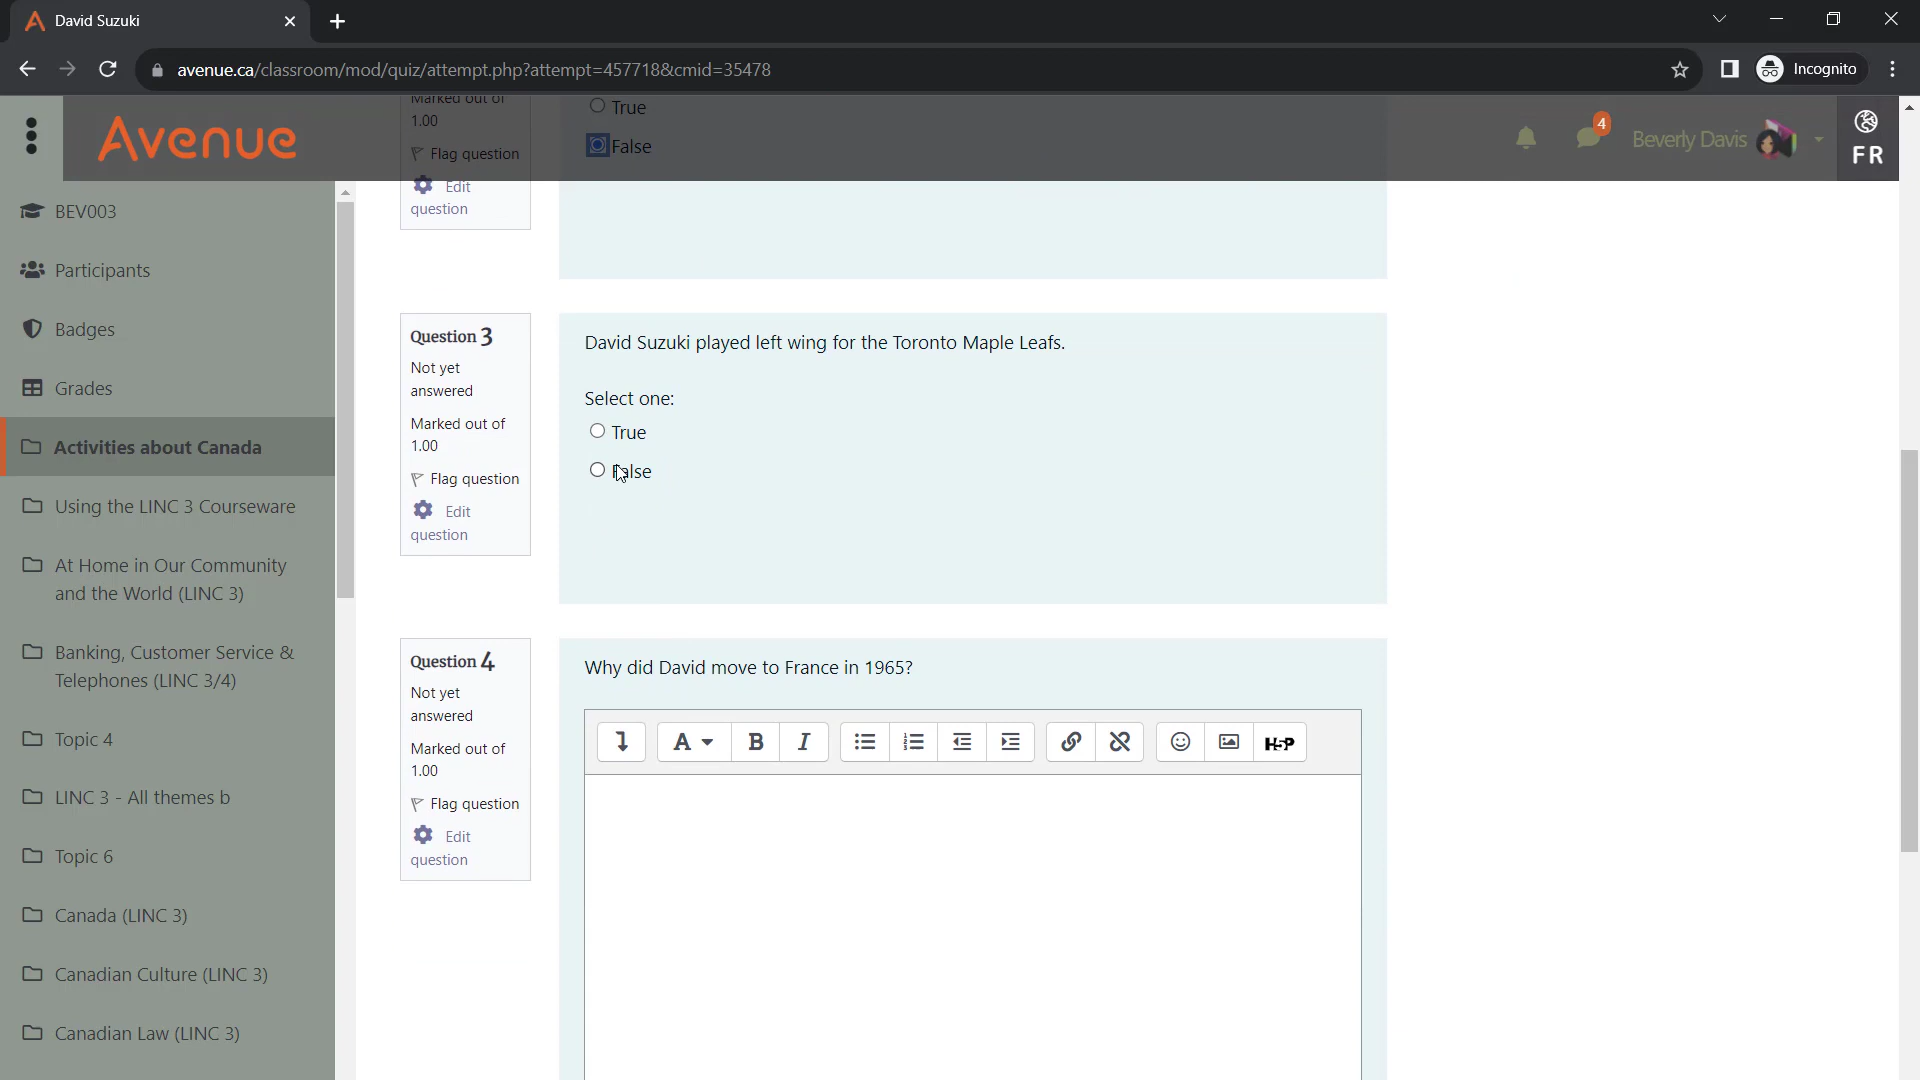 David Suzuki
avenue.ca/classroom/mod/quiz/attempt.php?attempt=457718&cmid=35478
Incognito
Avenue
4
Beverly Davis
FR
BEV003
Participants
Badges
Grades
Activities about Canada
Using the LINC 3 Courseware
At Home in Our Community
and the World (LINC 3)
Banking, Customer Service &
Telephones (LINC 3/4)
Topic 4
LINC 3 - All themes b
Topic 6
Canada (LINC 3)
Canadian Culture (LINC 3)
Canadian Law (LINC 3)
Marked out of
1.00
Flag question
Edit
question
True
False
Question 3
Not yet
answered
Marked out of
1.00
Flag question
Edit
question
David Suzuki played left wing for the Toronto Maple Leafs.
Select one:
True
False
Question 4
Not yet
answered
Marked out of
1.00
Flag question
Edit
question
Why did David move to France in 1965?
A
B
I
H5P